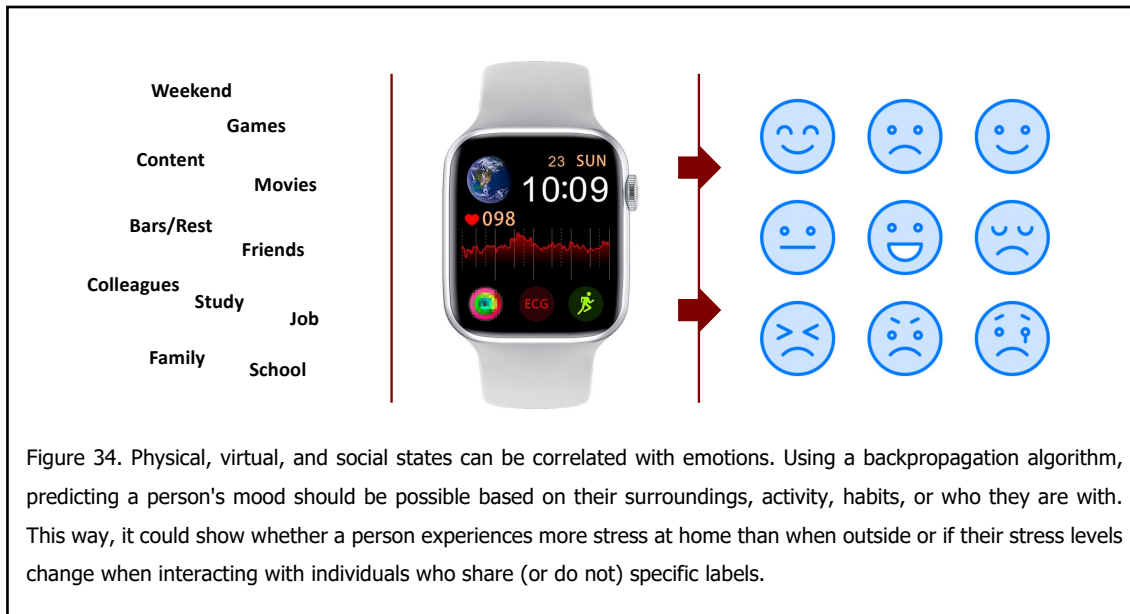 Weekend
Games
Content
Movies
Bars/Rest
Friends
Colleagues
Study
Job
Family
School
23 SUN
10:09
098
ECG
Figure 34. Physical, virtual, and social states can be correlated with emotions. Using a backpropagation algorithm,
predicting a person's mood should be possible based on their surroundings, activity, habits, or who they are with.
This way, it could show whether a person experiences more stress at home than when outside or if their stress levels
change when interacting with individuals who share (or do not) specific labels.